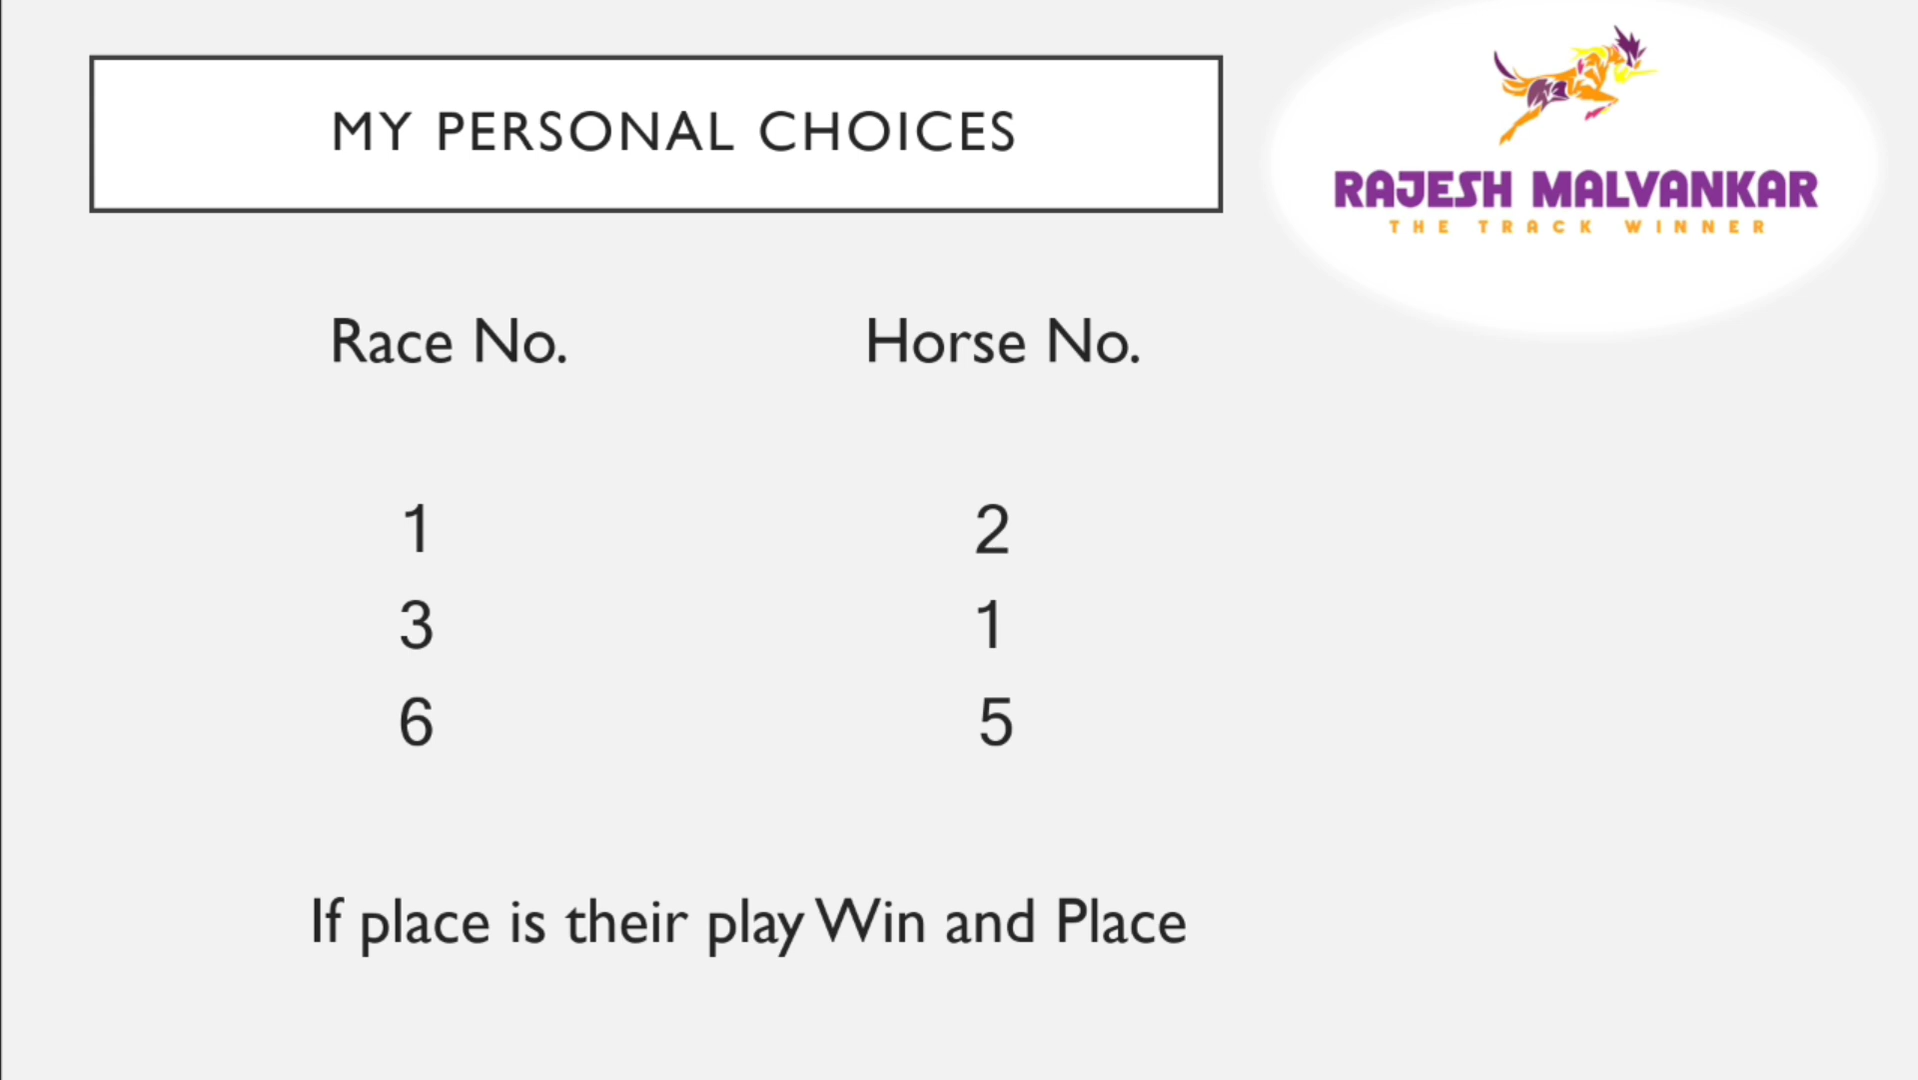 MY PERSONAL CHOICES
RAJESH MALVANKAR
THE TRACK WINNER
Race No. Horse No.
1 2
3 1
6 5
If place is their play Win and Place